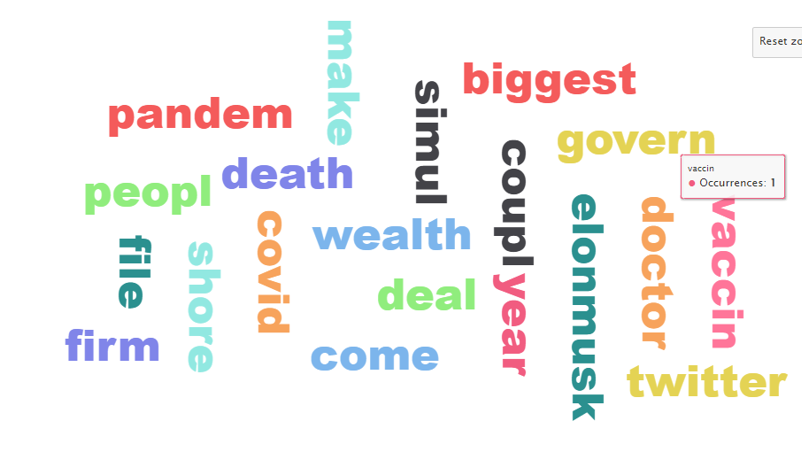 make
biggest
Reset zo
pandem
simul
govern
death
peopl
coupl
vaccin
Occurrences: 1
covid
wealth
elonmusk
doctor
vaccin
file
shore
deal
year
firm
come
twitter